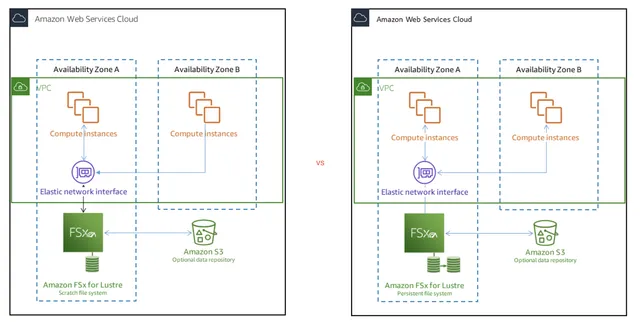 Amazon Web Services Cloud
Availability Zone A
Availability Zone B
VPC
Compute instances
Compute instances
Elastic network interface
FSx
Amazon S3
Optional data repository
Amazon FSx for Lustre
Scratch file system
vs
Amazon Web Services Cloud
Availability Zone A
Availability Zone B
VPC
Compute instances
Compute instances
Elastic network interface
FSx
Amazon S3
Optional data repository
Amazon FSx for Lustre
Persistent file system